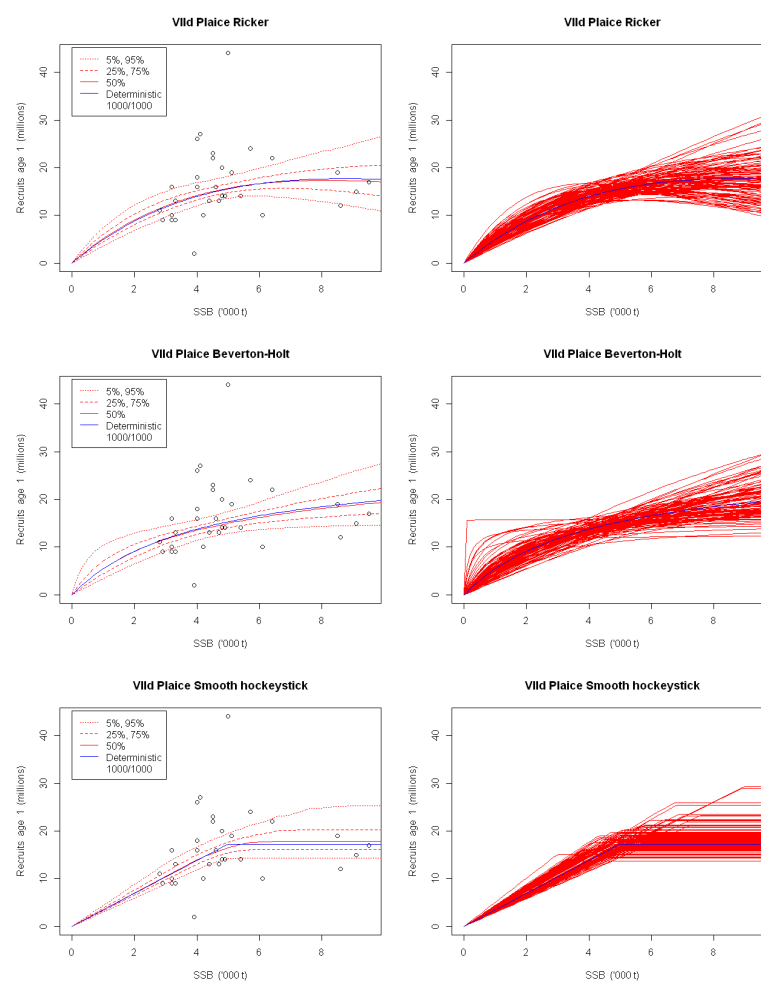 VIId Plaice Ricker
5%, 95%
25%, 75%
50%
Deterministic
1000/1000
Recruits age 1 (millions)
0 10 20 30 40
0 2 4 6 8
SSB ('000 t)
VIId Plaice Ricker
Recruits age 1 (millions)
0 10 20 30 40
0 2 4 6 8
SSB ('000 t)
VIId Plaice Beverton-Holt
5%, 95%
25%, 75%
50%
Deterministic
1000/1000
Recruits age 1 (millions)
0 10 20 30 40
0 2 4 6 8
SSB ('000 t)
VIId Plaice Beverton-Holt
Recruits age 1 (millions)
0 10 20 30 40
0 2 4 6 8
SSB ('000 t)
VIId Plaice Smooth hockeystick
5%, 95%
25%, 75%
50%
Deterministic
1000/1000
Recruits age 1 (millions)
0 10 20 30 40
0 2 4 6 8
SSB ('000 t)
VIId Plaice Smooth hockeystick
Recruits age 1 (millions)
0 10 20 30 40
0 2 4 6 8
SSB ('000 t)